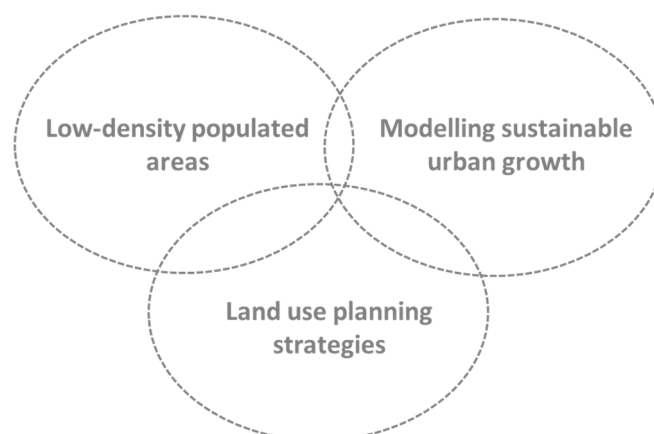 Low-density populated
areas
Modelling sustainable
urban growth
Land use planning
strategies